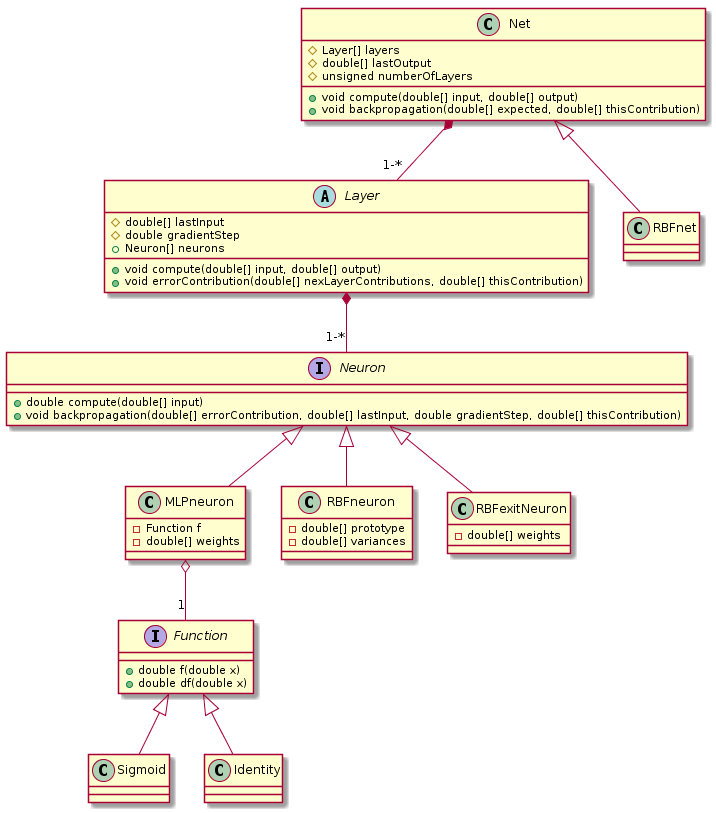 C Net
Layer[] layers
double[] lastOutput
unsigned numberOfLayers
void compute(double[] input, double[] output)
void backpropagation(double[] expected, double[] thisContribution)
1-*
A Layer
double[] lastInput
double gradientStep
Neuron[] neurons
void compute(double[] input, double[] output)
void errorContribution(double[] nexLayerContributions, double[] thisContribution)
C RBFnet
1-*
I Neuron
double compute(double[] input)
void backpropagation(double[] errorContribution, double[] lastInput, double gradientStep, double[] thisContribution)
C MLPneuron
Function f
double[] weights
C RBFneuron
double[] prototype
double[] variances
C RBFexitNeuron
double[] weights
1
I Function
double f(double x)
double df(double x)
C Sigmoid
C Identity